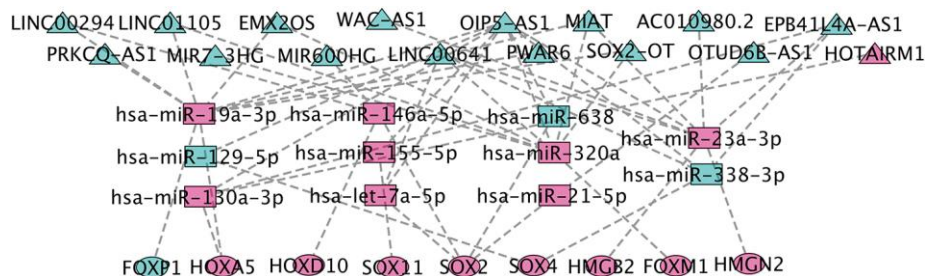 LINC00294 LINC01105 EMX2OS WAC-AS1 OIP5-AS1 MIAT AC010980.2 EPB41L4A-AS1
PRKCQ-AS1 MIR7-3HG MIR600HG LINC00641 PWAR6 SOX2-OT OTUD6B-AS1 HOTAIRM1
hsa-miR-19a-3p hsa-miR-146a-5p hsa-miR-638 hsa-miR-23a-3p
hsa-miR-129-5p hsa-miR-155-5p hsa-miR-320a hsa-miR-338-3p
hsa-miR-130a-3p hsa-let-7a-5p hsa-miR-21-5p
FOXP1 HOXA5 HOXD10 SOX11 SOX2 SOX4 HMGB2 FOXM1 HMGN2